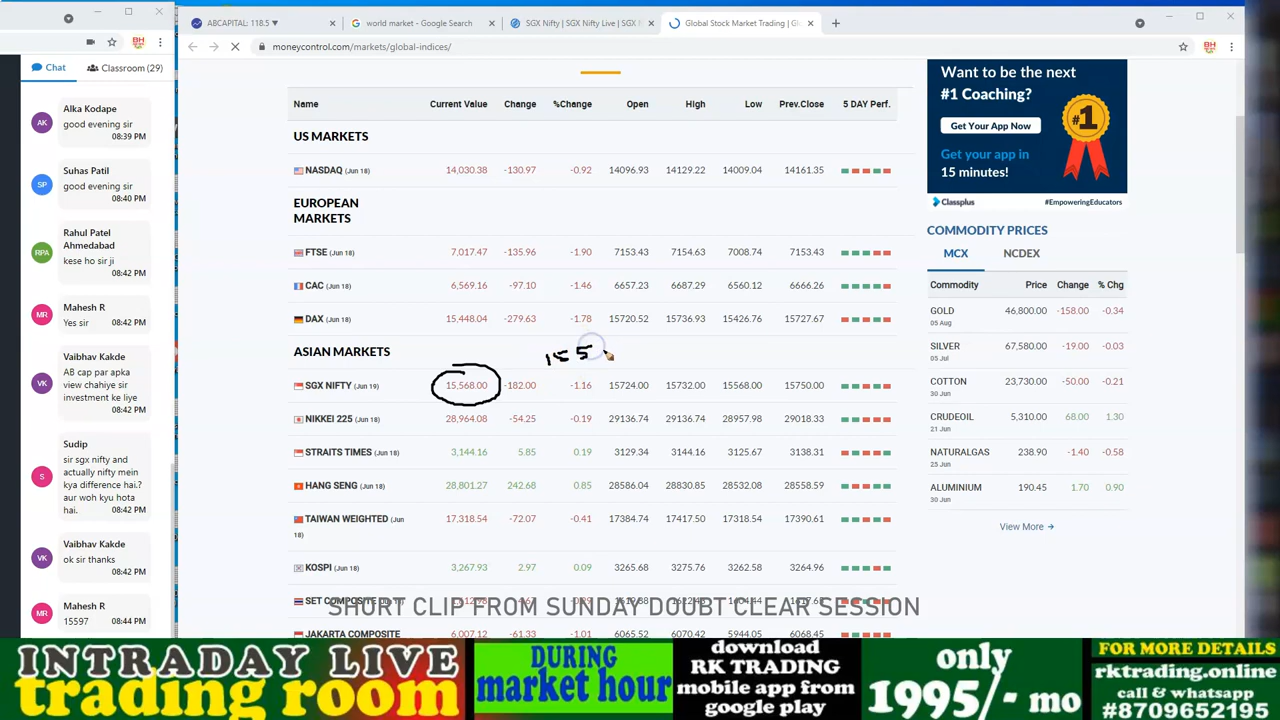 ABCAPITAL: 118.5 ▼
world market - Google Search
SGX Nifty | SGX Nifty Live | SGX
Global Stock Market Trading | Gl
moneycontrol.com/markets/global-indices/
Chat
Classroom (29)
AK
Alka Kodape
good evening sir
08:39 PM
SP
Suhas Patil
good evening sir
08:40 PM
RPA
Rahul Patel
Ahmedabad
kese ho sir ji
08:42 PM
MR
Mahesh R
Yes sir
08:42 PM
VK
Vaibhav Kakde
AB cap par apka
view chahiye sir
investment ke liye
08:42 PM
S
Sudip
sir sgx nifty and
actually nifty mein
kya difference hai.?
aur woh kyu hota
hai.
08:42 PM
VK
Vaibhav Kakde
ok sir thanks
08:42 PM
MR
Mahesh R
15597
08:44 PM
Name Current Value Change %Change Open High Low Prev.Close 5 DAY Perf.
US MARKETS
NASDAQ (Jun 18) 14,030.38 -130.97 -0.92 14096.93 14129.22 14009.04 14161.35
EUROPEAN
MARKETS
FTSE (Jun 18) 7,017.47 -135.96 -1.90 7153.43 7154.63 7008.74 7153.43
CAC (Jun 18) 6,569.16 -97.10 -1.46 6657.23 6687.29 6560.12 6666.26
DAX (Jun 18) 15,448.04 -279.63 -1.78 15720.52 15736.93 15426.76 15727.67
ASIAN MARKETS
155
SGX NIFTY (Jun 19) 15,568.00 -182.00 -1.16 15724.00 15732.00 15568.00 15750.00
NIKKEI 225 (Jun 18) 28,964.08 -54.25 -0.19 29136.74 29136.74 28957.98 29018.33
STRAITS TIMES (Jun 18) 3,144.16 5.85 0.19 3129.34 3144.16 3125.67 3138.31
HANG SENG (Jun 18) 28,801.27 242.68 0.85 28586.04 28830.85 28532.08 28558.59
TAIWAN WEIGHTED (Jun
18) 17,318.54 -72.07 -0.41 17384.74 17417.50 17318.54 17390.61
KOSPI (Jun 18) 3,267.93 2.97 0.09 3265.68 3275.76 3262.58 3264.96
SET COMPOSITE
SHORT CLIP FROM SUNDAY DOUBT CLEAR SESSION
JAKARTA COMPOSITE 6,007.12 -61.33 -1.01 6065.52 6070.42 5944.05 6068.45
Want to be the next
#1 Coaching?
Get Your App Now
#1
Get your app in
15 minutes!
Classplus
#EmpoweringEducators
COMMODITY PRICES
MCX NCDEX
Commodity Price Change % Chg
GOLD 46,800.00 -158.00 -0.34
05 Aug
SILVER 67,580.00 -19.00 -0.03
05 Jul
COTTON 23,730.00 -50.00 -0.21
30 Jun
CRUDEOIL 5,310.00 68.00 1.30
21 Jun
NATURALGAS 238.90 -1.40 -0.58
25 Jun
ALUMINIUM 190.45 1.70 0.90
30 Jun
View More →
INTRADAY LIVE
trading room
DURING
market hour
download
RK TRADING
mobile app from
google play
only
1995/- mo
FOR MORE DETAILS
rktrading.online
call & whatsapp
#8709652195